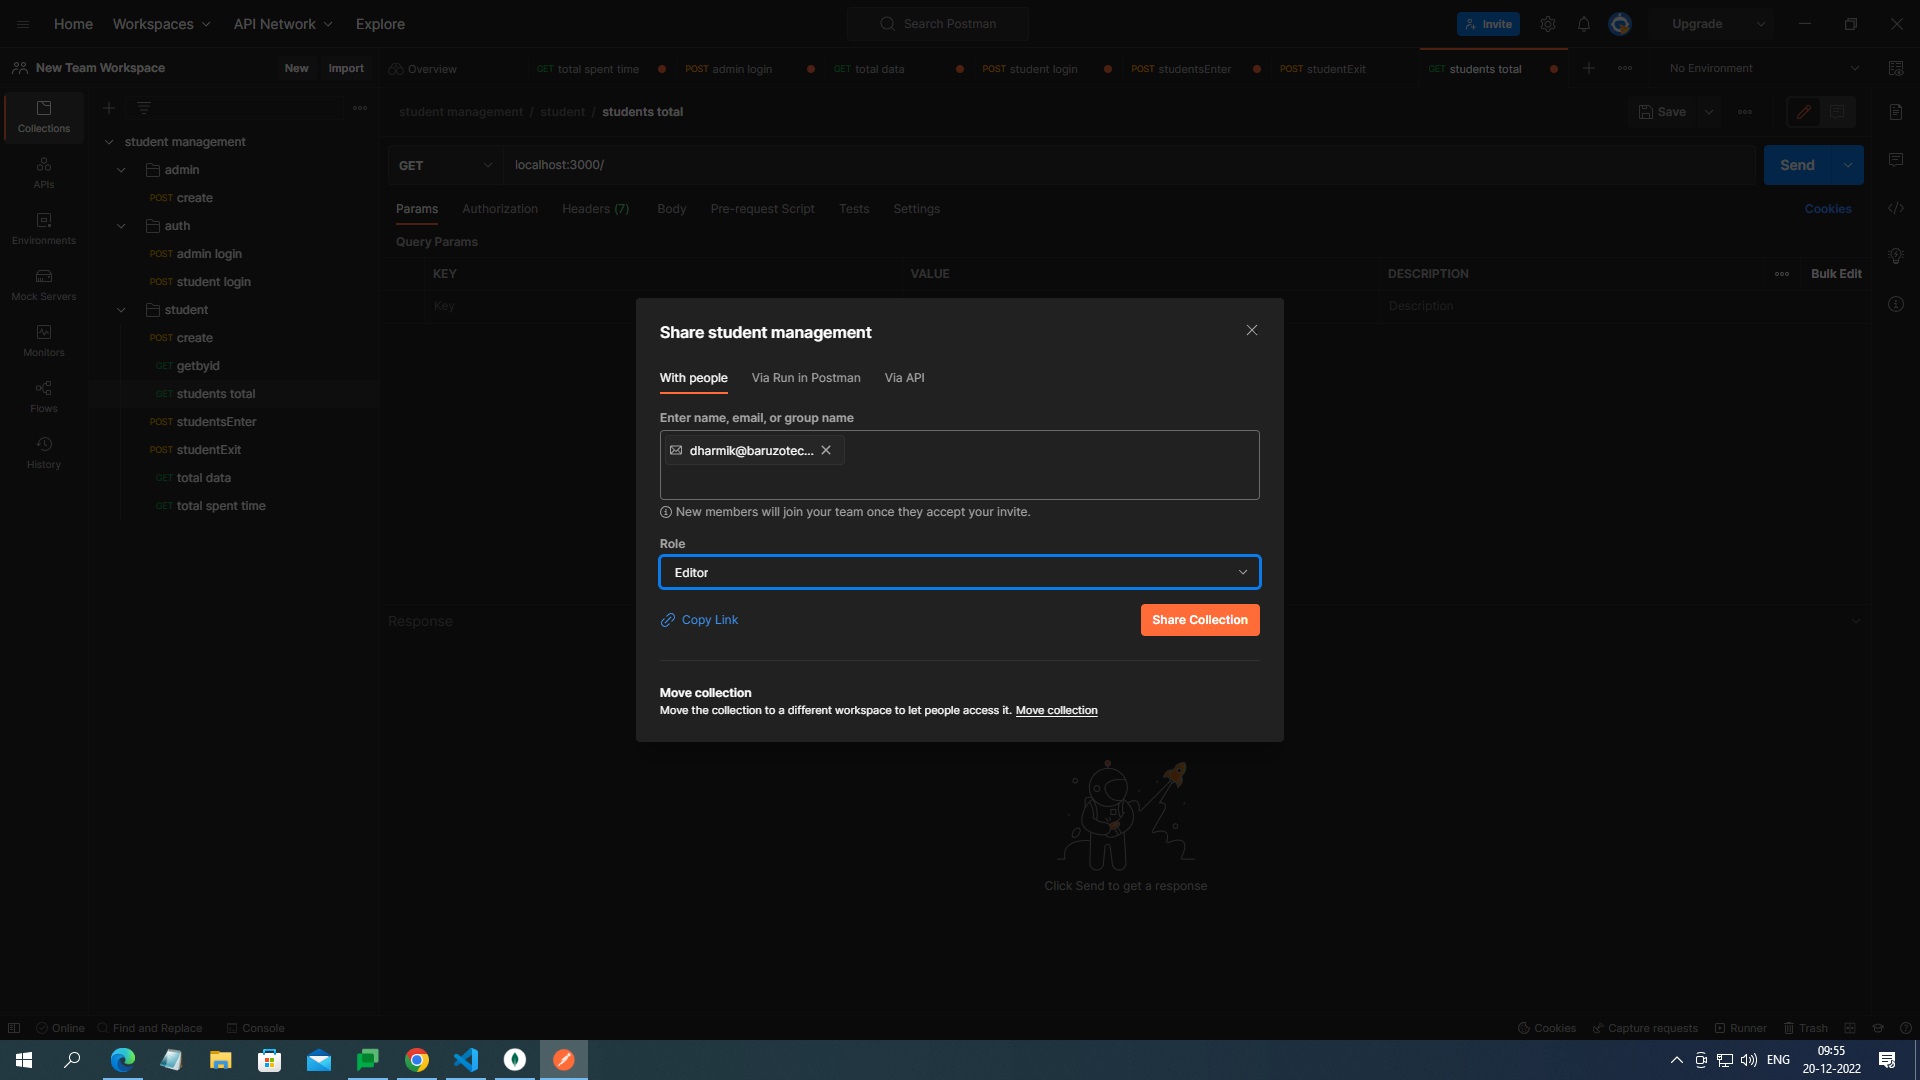 Home Workspaces API Network Explore
Search Postman
Invite
Upgrade
New Team Workspace
New Import
Overview
GET total spent time
POST admin login
GET total data
POST student login
POST studentsEnter
POST studentExit
GET students total
No Environment
Collections
APIs
Environments
Mock Servers
Monitors
Flows
History
student management
admin
POST create
auth
POST admin login
POST student login
student
POST create
GET getbyid
GET students total
POST studentsEnter
POST studentExit
GET total data
GET total spent time
student management / student / students total
Save
GET localhost:3000/
Send
Params Authorization Headers (7) Body Pre-request Script Tests Settings
Cookies
Query Params
KEY VALUE DESCRIPTION
Bulk Edit
Key Description
Share student management
With people Via Run in Postman Via API
Enter name, email, or group name
dharmik@baruzotec...
New members will join your team once they accept your invite.
Role
Editor
Copy Link
Share Collection
Move collection
Move the collection to a different workspace to let people access it. Move collection
Response
Click Send to get a response
Online Find and Replace Console
Cookies Capture requests Runner Trash
ENG
09:55
20-12-2022